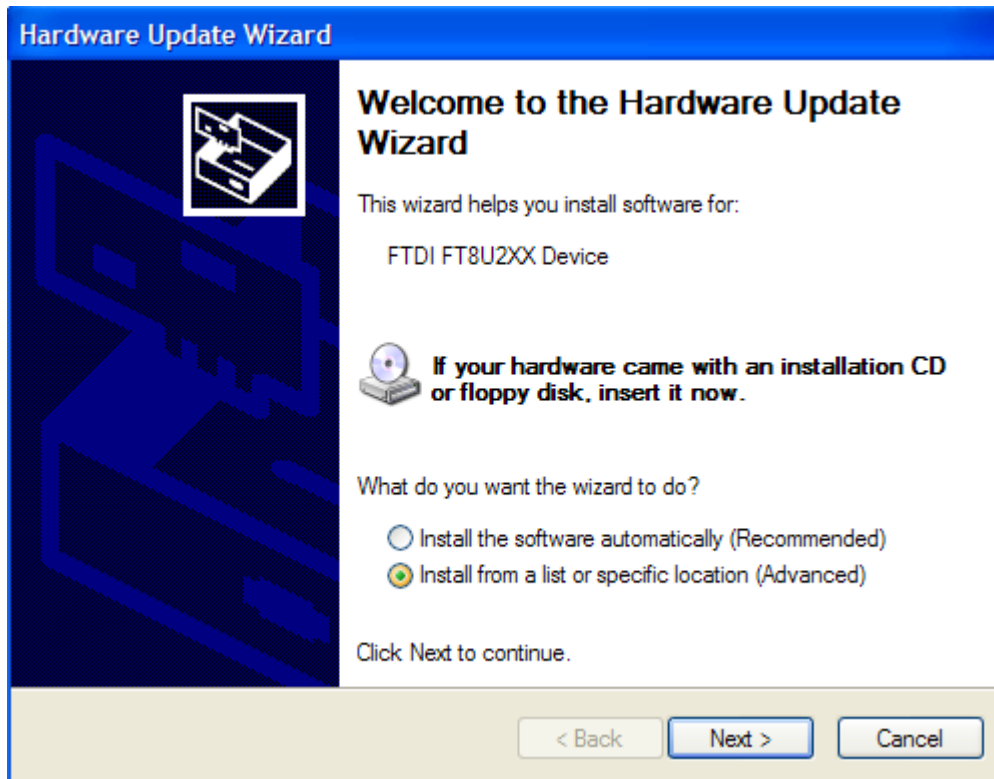 Hardware Update Wizard
Welcome to the Hardware Update
Wizard
This wizard helps you install software for:
FTDI FT8U2XX Device
If your hardware came with an installation CD
or floppy disk, insert it now.
What do you want the wizard to do?
Install the software automatically (Recommended)
Install from a list or specific location (Advanced)
Click Next to continue.
< Back Next > Cancel